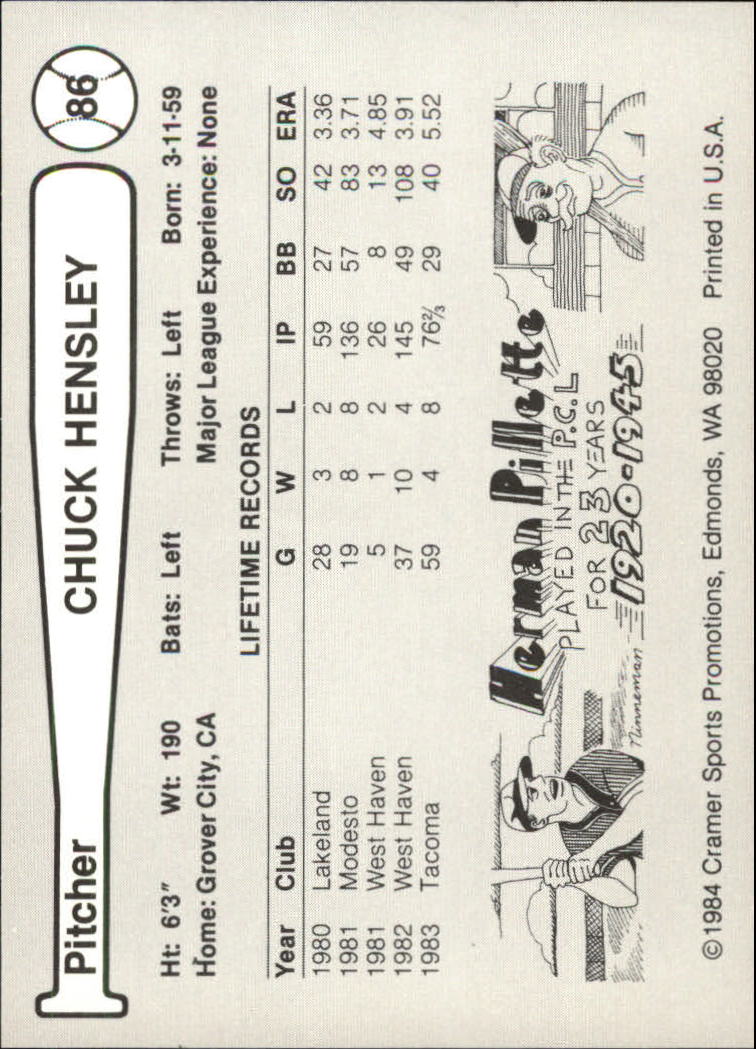 Pitcher CHUCK HENSLEY 86
Ht: 6'3" Wt: 190 Bats: Left Throws: Left Born: 3-11-59
Home: Grover City, CA Major League Experience: None
LIFETIME RECORDS
Year Club G W L IP BB SO ERA
1980 Lakeland 28 3 2 59 27 42 3.36
1981 Modesto 19 8 8 136 57 83 3.71
1981 West Haven 5 1 2 26 8 13 4.85
1982 West Haven 37 10 4 145 49 108 3.91
1983 Tacoma 59 4 8 76⅔ 29 40 5.52
Herman Pillette
PLAYED IN THE P.C.L
FOR 23 YEARS
1920-1945
Ninneman
©1984 Cramer Sports Promotions, Edmonds, WA 98020 Printed in U.S.A.